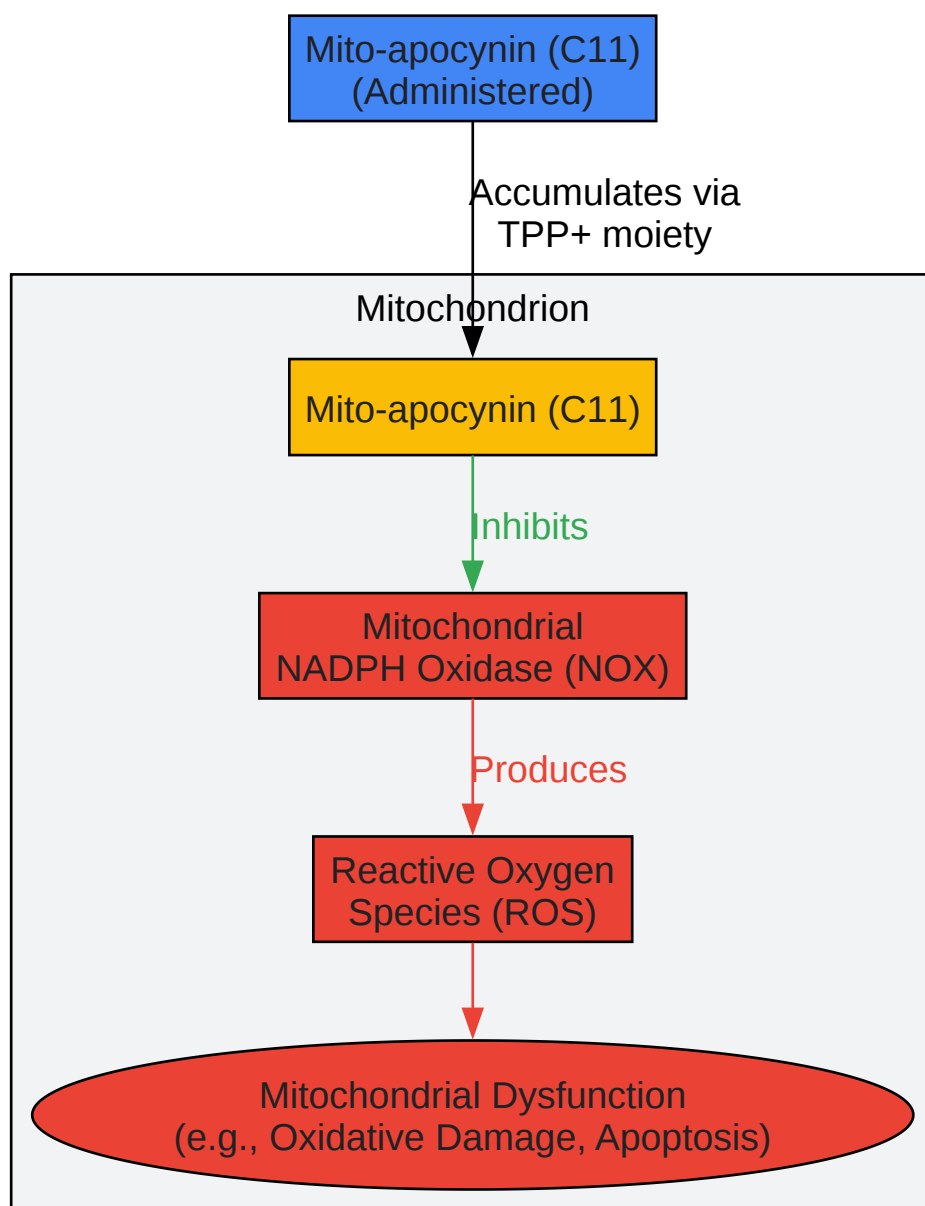 Mito-apocynin (C11)
(Administered)
Accumulates via
TPP+ moiety
Mitochondrion
Mito-apocynin (C11)
Inhibits
Mitochondrial
NADPH Oxidase (NOX)
Produces
Reactive Oxygen
Species (ROS)
Mitochondrial Dysfunction
(e.g., Oxidative Damage, Apoptosis)